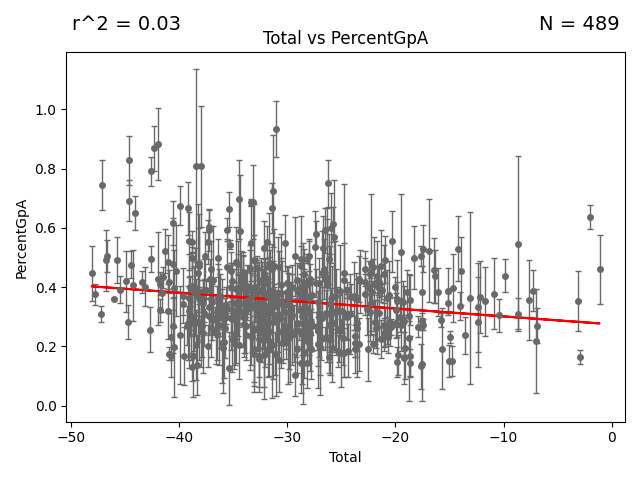 r^2 = 0.03
N = 489
Total vs PercentGpA
PercentGpA
1.0
0.8
0.6
0.4
0.2
0.0
−50
−40
−30
−20
−10
0
Total